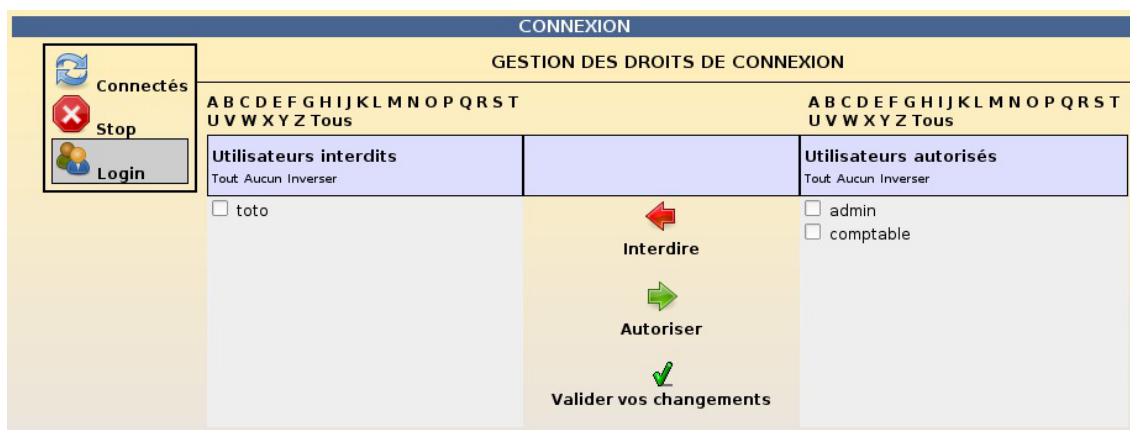 CONNEXION
Connectés
Stop
Login
GESTION DES DROITS DE CONNEXION
A B C D E F G H I J K L M N O P Q R S T
U V W X Y Z Tous
A B C D E F G H I J K L M N O P Q R S T
U V W X Y Z Tous
Utilisateurs interdits
Tout Aucun Inverser
Utilisateurs autorisés
Tout Aucun Inverser
toto
Interdire
Autoriser
Valider vos changements
admin
comptable